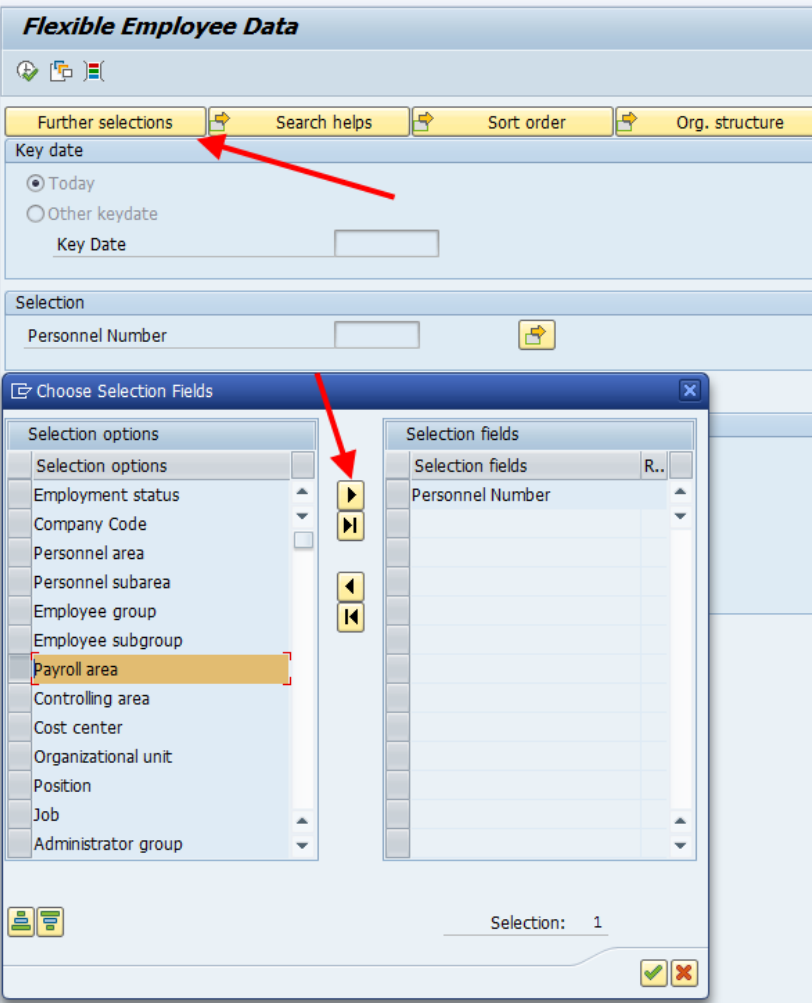 Flexible Employee Data
Further selections Search helps Sort order Org. structure
Key date
Today
Other keydate
Key Date
Selection
Personnel Number
Choose Selection Fields
Selection options
Selection options
Employment status
Company Code
Personnel area
Personnel subarea
Employee group
Employee subgroup
Payroll area
Controlling area
Cost center
Organizational unit
Position
Job
Administrator group
Selection fields
Selection fields R..
Personnel Number
Selection: 1